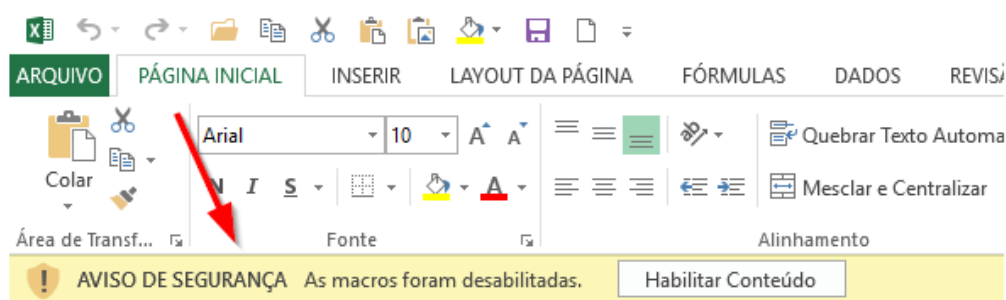 ARQUIVO PÁGINA INICIAL INSERIR LAYOUT DA PÁGINA FÓRMULAS DADOS REVISÃ
Arial 10 A A Quebrar Texto Automa
Colar N I S A Mesclar e Centralizar
Área de Transf... Fonte Alinhamento
AVISO DE SEGURANÇA As macros foram desabilitadas. Habilitar Conteúdo